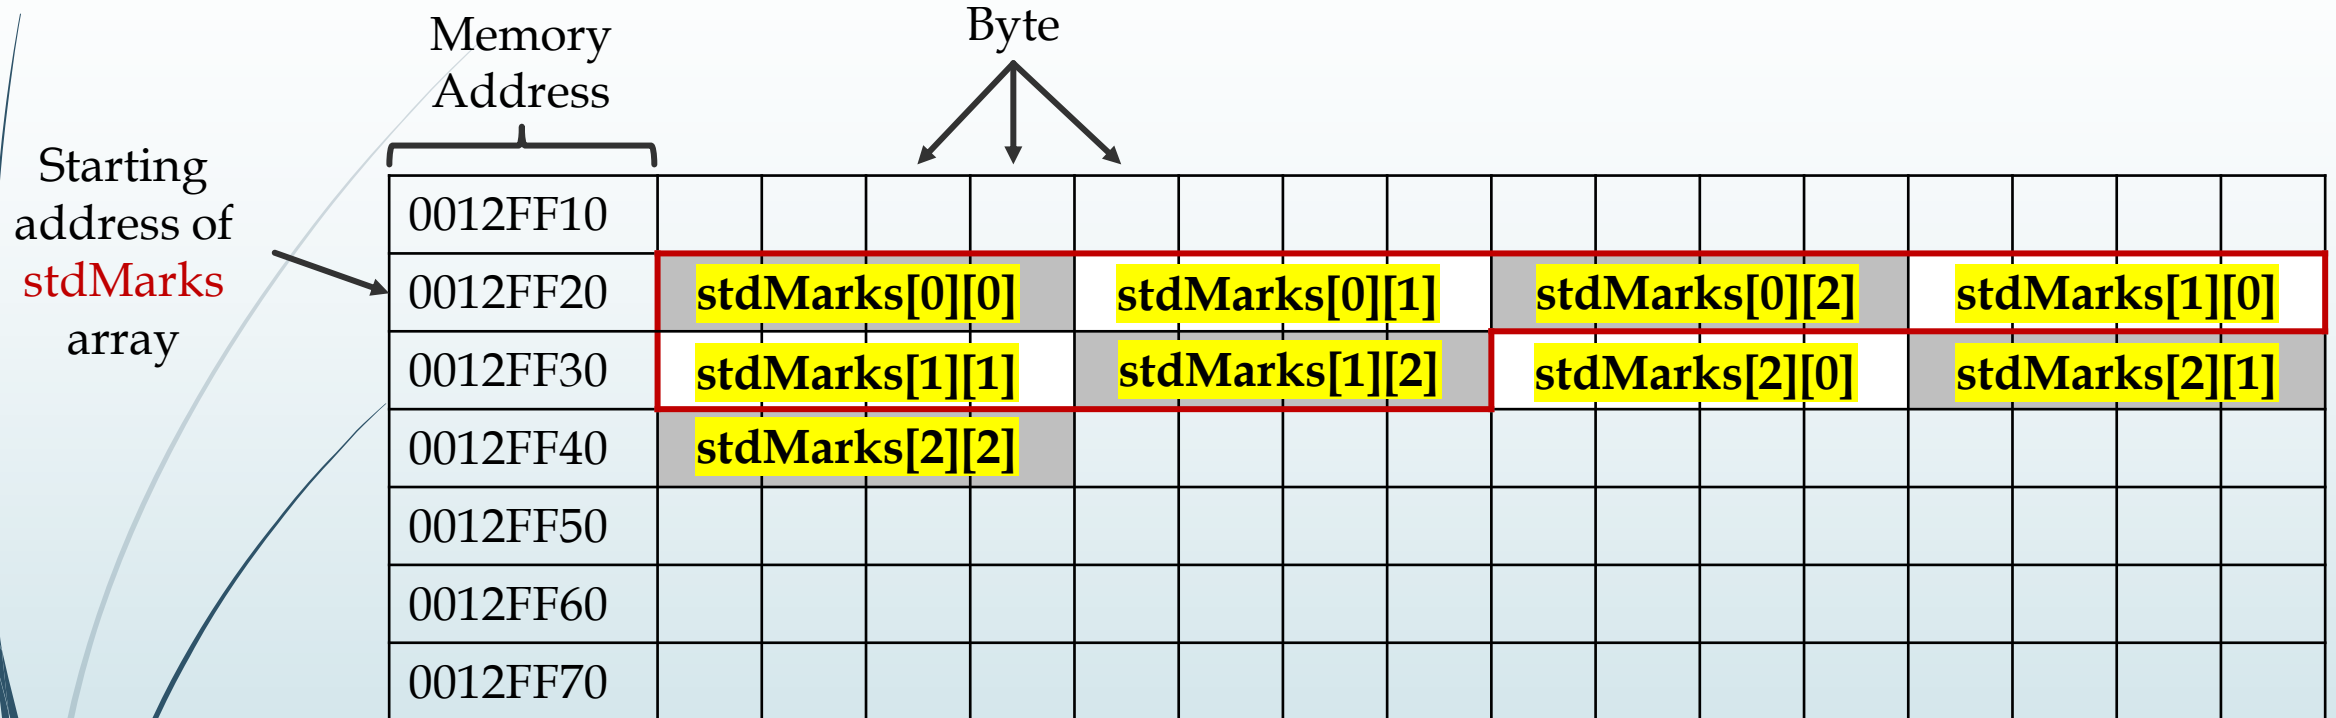 Memory
Address
Byte
Starting
address of
stdMarks
array
0012FF10
0012FF20 stdMarks[0][0] stdMarks[0][1] stdMarks[0][2] stdMarks[1][0]
0012FF30 stdMarks[1][1] stdMarks[1][2] stdMarks[2][0] stdMarks[2][1]
0012FF40 stdMarks[2][2]
0012FF50
0012FF60
0012FF70